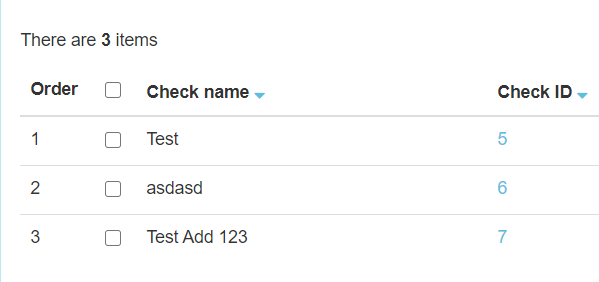 There are 3 items
Order Check name Check ID
1 Test 5
2 asdasd 6
3 Test Add 123 7